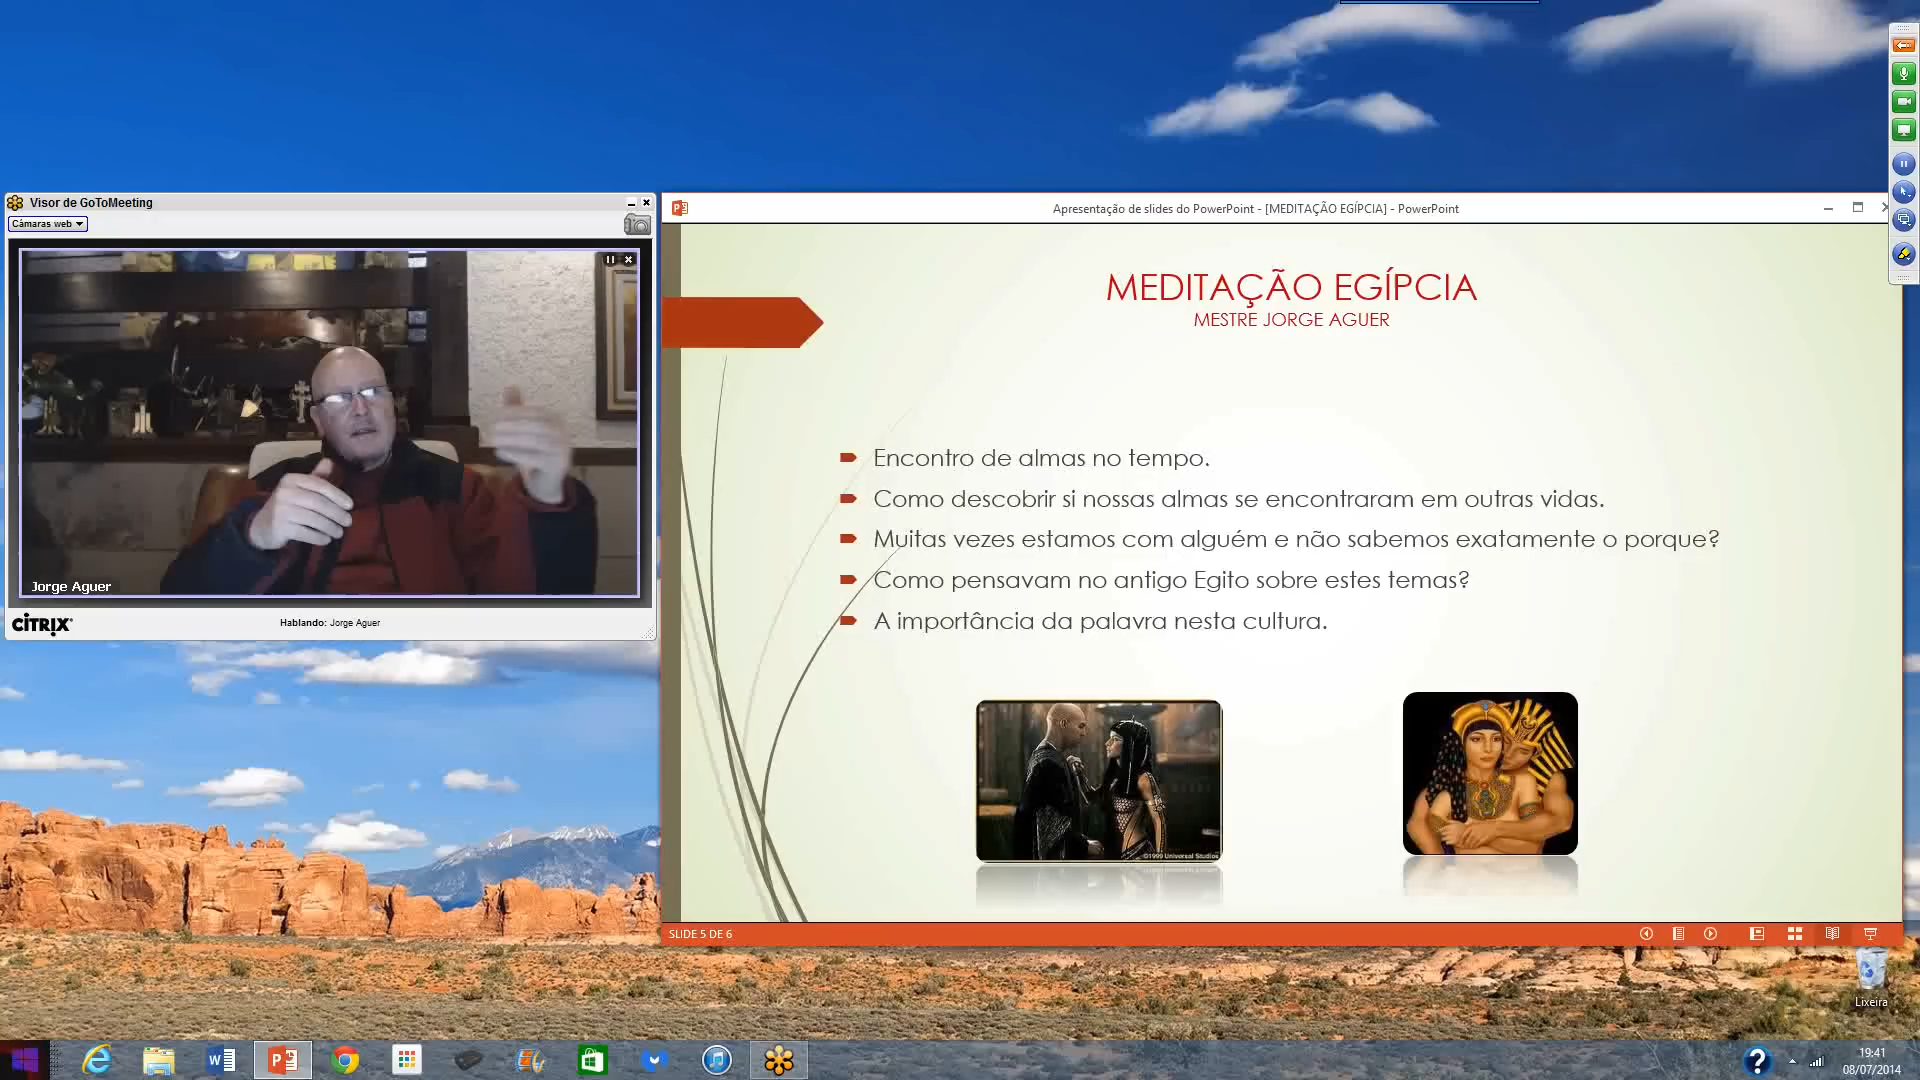 Visor de GoToMeeting
Cámaras web
Jorge Aguer
CITRIX
Hablando: Jorge Aguer
Apresentação de slides do PowerPoint - [MEDITAÇÃO EGÍPCIA] - PowerPoint
MEDITAÇÃO EGÍPCIA
MESTRE JORGE AGUER
Encontro de almas no tempo.
Como descobrir si nossas almas se encontraram em outras vidas.
Muitas vezes estamos com alguém e não sabemos exatamente o porque?
Como pensavam no antigo Egito sobre estes temas?
A importância da palavra nesta cultura.
©1999 Universal Studios
SLIDE 5 DE 6
Lixeira
19:41
08/07/2014